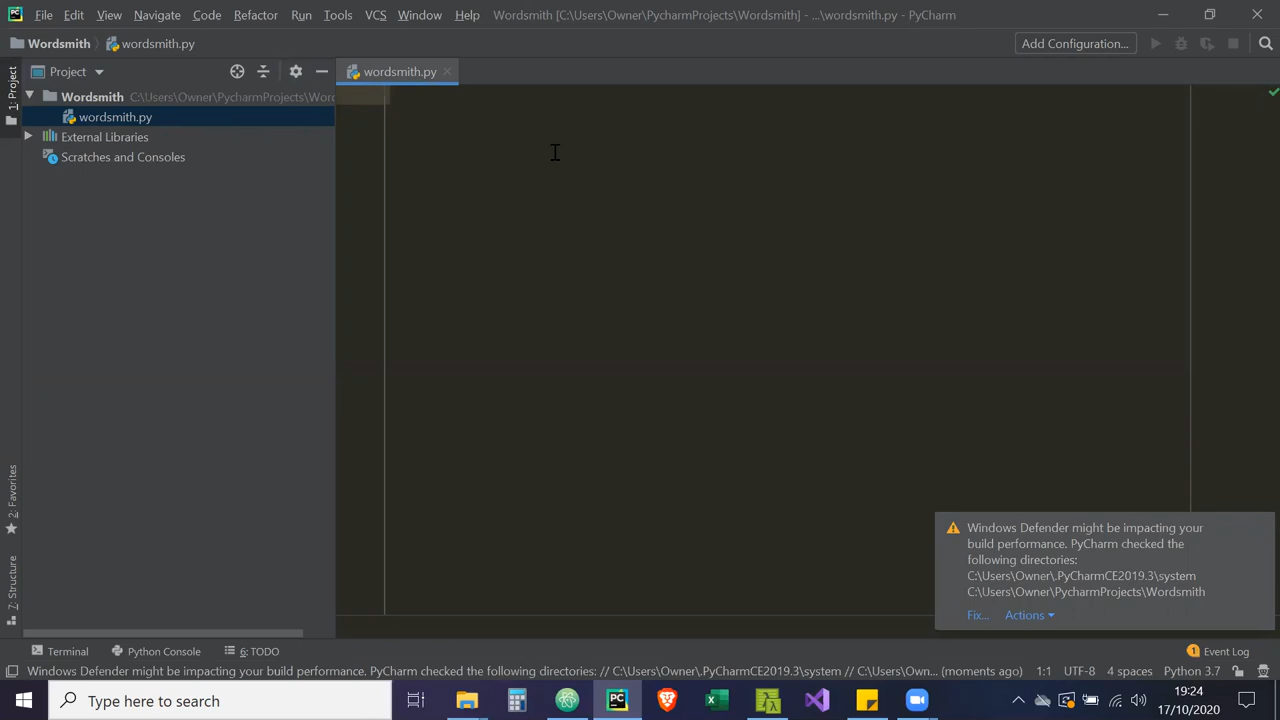 File Edit View Navigate Code Refactor Run Tools VCS Window Help Wordsmith [C:\Users\Owner\PycharmProjects\Wordsmith] - ...\wordsmith.py - PyCharm
Wordsmith wordsmith.py Add Configuration...
1: Project
Project
wordsmith.py
Wordsmith C:\Users\Owner\PycharmProjects\Word
wordsmith.py
External Libraries
Scratches and Consoles
2: Favorites
7: Structure
Windows Defender might be impacting your
build performance. PyCharm checked the
following directories:
C:\Users\Owner\.PyCharmCE2019.3\system
C:\Users\Owner\PycharmProjects\Wordsmith
Fix... Actions
Terminal Python Console 6: TODO 1 Event Log
Windows Defender might be impacting your build performance. PyCharm checked the following directories: // C:\Users\Owner\.PyCharmCE2019.3\system // C:\Users\Own... (moments ago) 1:1 UTF-8 4 spaces Python 3.7
Type here to search
19:24
17/10/2020